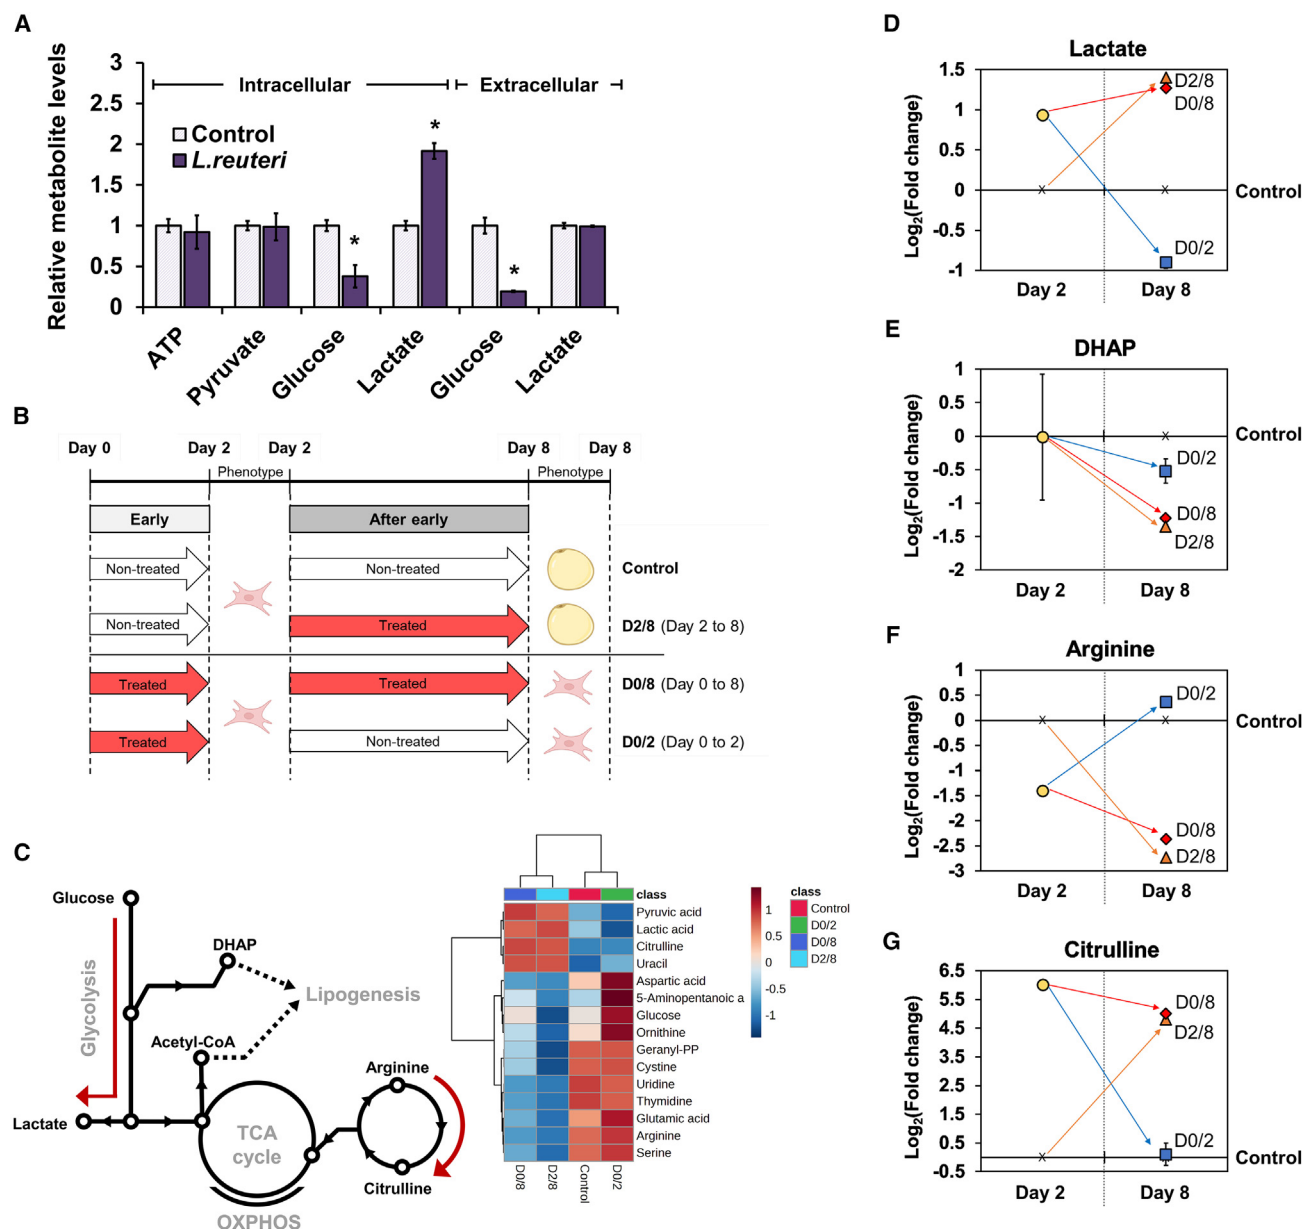 A
Relative metabolite levels
3
2.5
2
1.5
1
0.5
0
Intracellular
Extracellular
Control
L.reuteri
*
*
*
ATP
Pyruvate
Glucose
Lactate
Glucose
Lactate
B
Day 0
Day 2
Day 2
Day 8
Day 8
Phenotype
Phenotype
Early
After early
Non-treated
Non-treated
Control
Non-treated
Treated
D2/8 (Day 2 to 8)
Treated
Treated
D0/8 (Day 0 to 8)
Treated
Non-treated
D0/2 (Day 0 to 2)
C
Glucose
Glycolysis
DHAP
Lipogenesis
Acetyl-CoA
Lactate
TCA
cycle
OXPHOS
Arginine
Citrulline
class
Pyruvic acid
Lactic acid
Citrulline
Uracil
Aspartic acid
5-Aminopentanoic a
Glucose
Ornithine
Geranyl-PP
Cystine
Uridine
Thymidine
Glutamic acid
Arginine
Serine
D0/8
D2/8
Control
D0/2
1
0.5
0
-0.5
-1
class
Control
D0/2
D0/8
D2/8
D
Lactate
Log2(Fold change)
1.5
1
0.5
0
-0.5
-1
D2/8
D0/8
Control
D0/2
Day 2
Day 8
E
DHAP
Log2(Fold change)
1
0.5
0
-0.5
-1
-1.5
-2
Control
D0/2
D0/8
D2/8
Day 2
Day 8
F
Arginine
Log2(Fold change)
1
0.5
0
-0.5
-1
-1.5
-2
-2.5
-3
D0/2
Control
D0/8
D2/8
Day 2
Day 8
G
Citrulline
Log2(Fold change)
6.5
5.5
4.5
3.5
2.5
1.5
0.5
-0.5
D0/8
D2/8
D0/2
Control
Day 2
Day 8